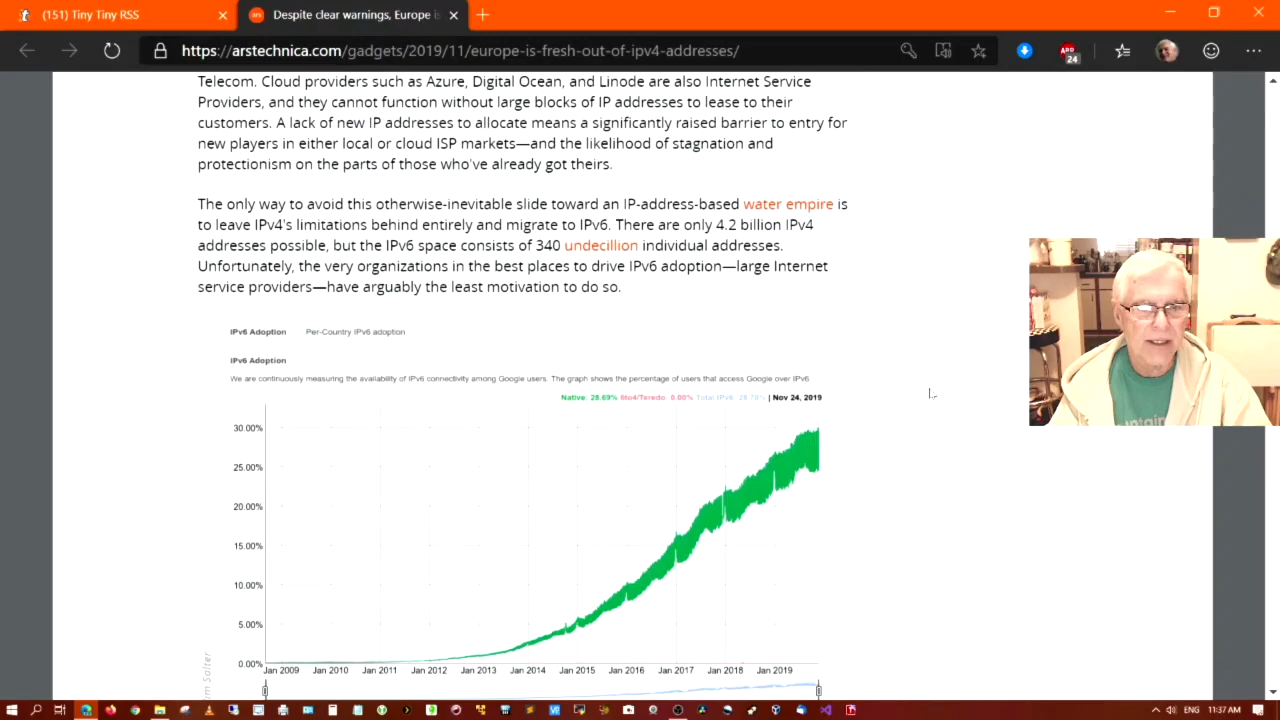 (151) Tiny Tiny RSS
Despite clear warnings, Europe is
https://arstechnica.com/gadgets/2019/11/europe-is-fresh-out-of-ipv4-addresses/
24
Telecom. Cloud providers such as Azure, Digital Ocean, and Linode are also Internet Service
Providers, and they cannot function without large blocks of IP addresses to lease to their
customers. A lack of new IP addresses to allocate means a significantly raised barrier to entry for
new players in either local or cloud ISP markets—and the likelihood of stagnation and
protectionism on the parts of those who've already got theirs.
The only way to avoid this otherwise-inevitable slide toward an IP-address-based water empire is
to leave IPv4's limitations behind entirely and migrate to IPv6. There are only 4.2 billion IPv4
addresses possible, but the IPv6 space consists of 340 undecillion individual addresses.
Unfortunately, the very organizations in the best places to drive IPv6 adoption—large Internet
service providers—have arguably the least motivation to do so.
IPv6 Adoption Per-Country IPv6 adoption
IPv6 Adoption
We are continuously measuring the availability of IPv6 connectivity among Google users. The graph shows the percentage of users that access Google over IPv6
Native: 28.69% 6to4/Teredo: 0.00% Total IPv6: | Nov 24, 2019
30.00%
25.00%
20.00%
15.00%
10.00%
5.00%
0.00%
Jan 2009 Jan 2010 Jan 2011 Jan 2012 Jan 2013 Jan 2014 Jan 2015 Jan 2016 Jan 2017 Jan 2018 Jan 2019
am Salter
ENG 11:37 AM